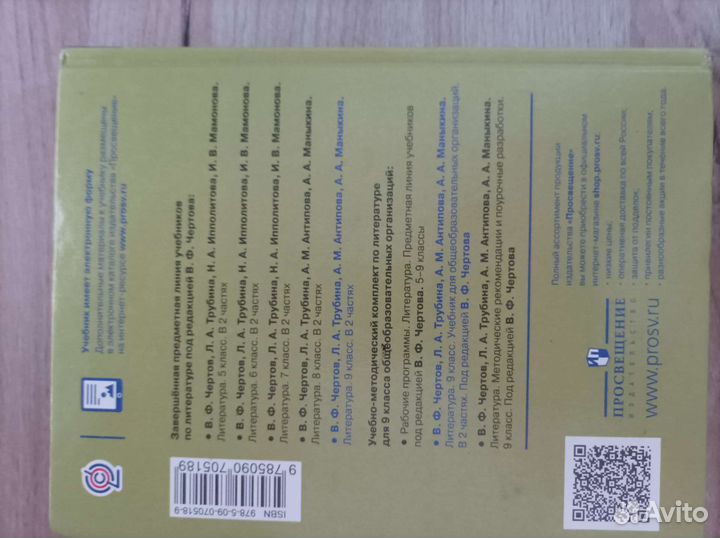 Учебник имеет электронную форму
Дополнительные материалы к учебнику размещены
в электронном каталоге издательства «Просвещение»
на интернет-ресурсе www.prosv.ru
Завершённая предметная линия учебников
по литературе под редакцией В. Ф. Чертова:
• В. Ф. Чертов, Л. А. Трубина, Н. А. Ипполитова, И. В. Мамонова.
Литература. 5 класс. В 2 частях
• В. Ф. Чертов, Л. А. Трубина, Н. А. Ипполитова, И. В. Мамонова.
Литература. 6 класс. В 2 частях
• В. Ф. Чертов, Л. А. Трубина, Н. А. Ипполитова, И. В. Мамонова.
Литература. 7 класс. В 2 частях
• В. Ф. Чертов, Л. А. Трубина, А. М. Антипова, А. А. Маныкина.
Литература. 8 класс. В 2 частях
• В. Ф. Чертов, Л. А. Трубина, А. М. Антипова, А. А. Маныкина.
Литература. 9 класс. В 2 частях
Учебно-методический комплект по литературе
для 9 класса общеобразовательных организаций:
• Рабочие программы. Литература. Предметная линия учебников
под редакцией В. Ф. Чертова. 5–9 классы
• В. Ф. Чертов, Л. А. Трубина, А. М. Антипова, А. А. Маныкина.
Литература. 9 класс. Учебник для общеобразовательных организаций.
В 2 частях. Под редакцией В. Ф. Чертова
• В. Ф. Чертов, Л. А. Трубина, А. М. Антипова, А. А. Маныкина.
Литература. Методические рекомендации и поурочные разработки.
9 класс. Под редакцией В. Ф. Чертова
ISBN 978-5-09-070518-9
9 785090 705189
Полный ассортимент продукции
издательства «Просвещение»
вы можете приобрести в официальном
интернет-магазине shop.prosv.ru:
• низкие цены;
• оперативная доставка по всей России;
• защита от подделок;
• привилегии постоянным покупателям;
• разнообразные акции в течение всего года.
ПРОСВЕЩЕНИЕ
ИЗДАТЕЛЬСТВО
www.prosv.ru
Avito